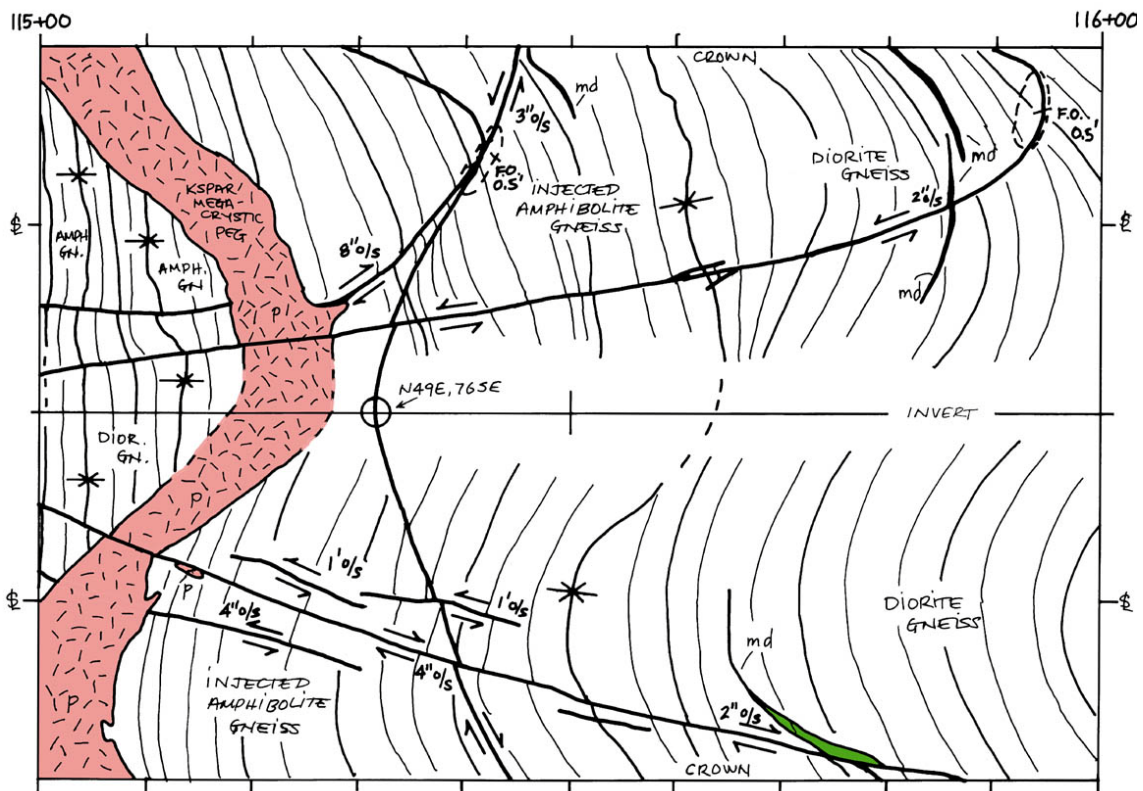 115+00
116+00
CROWN
md
3"o/s
F.O.
0.5'
KSPAR
MEGA
CRYSTIC
PEG
F.O.
0.5'
INJECTED
AMPHIBOLITE
GNEISS
DIORITE
GNEISS
md
2"o/s
AMPH
GN.
AMPH.
GN
8"o/s
md
P
N49E, 76SE
INVERT
DIOR.
GN.
P
1'o/s
P
1'o/s
DIORITE
GNEISS
4"o/s
md
4"o/s
INJECTED
AMPHIBOLITE
GNEISS
P
2"o/s
CROWN